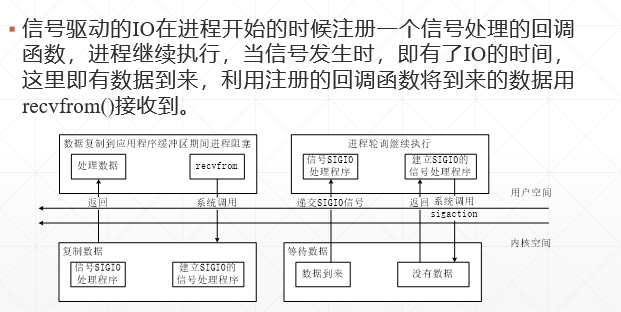 信号驱动的IO在进程开始的时候注册一个信号处理的回调
函数，进程继续执行，当信号发生时，即有了IO的时间，
这里即有数据到来，利用注册的回调函数将到来的数据用
recvfrom()接收到。
数据复制到应用程序缓冲区期间进程阻塞
处理数据
recvfrom
进程轮询继续执行
信号SIGIO
处理程序
建立SIGIO的
信号处理程序
用户空间
返回
系统调用
递交SIGIO信号
返回
系统调用
sigaction
内核空间
复制数据
信号SIGIO
处理程序
建立SIGIO的
信号处理程序
等待数据
数据到来
没有数据